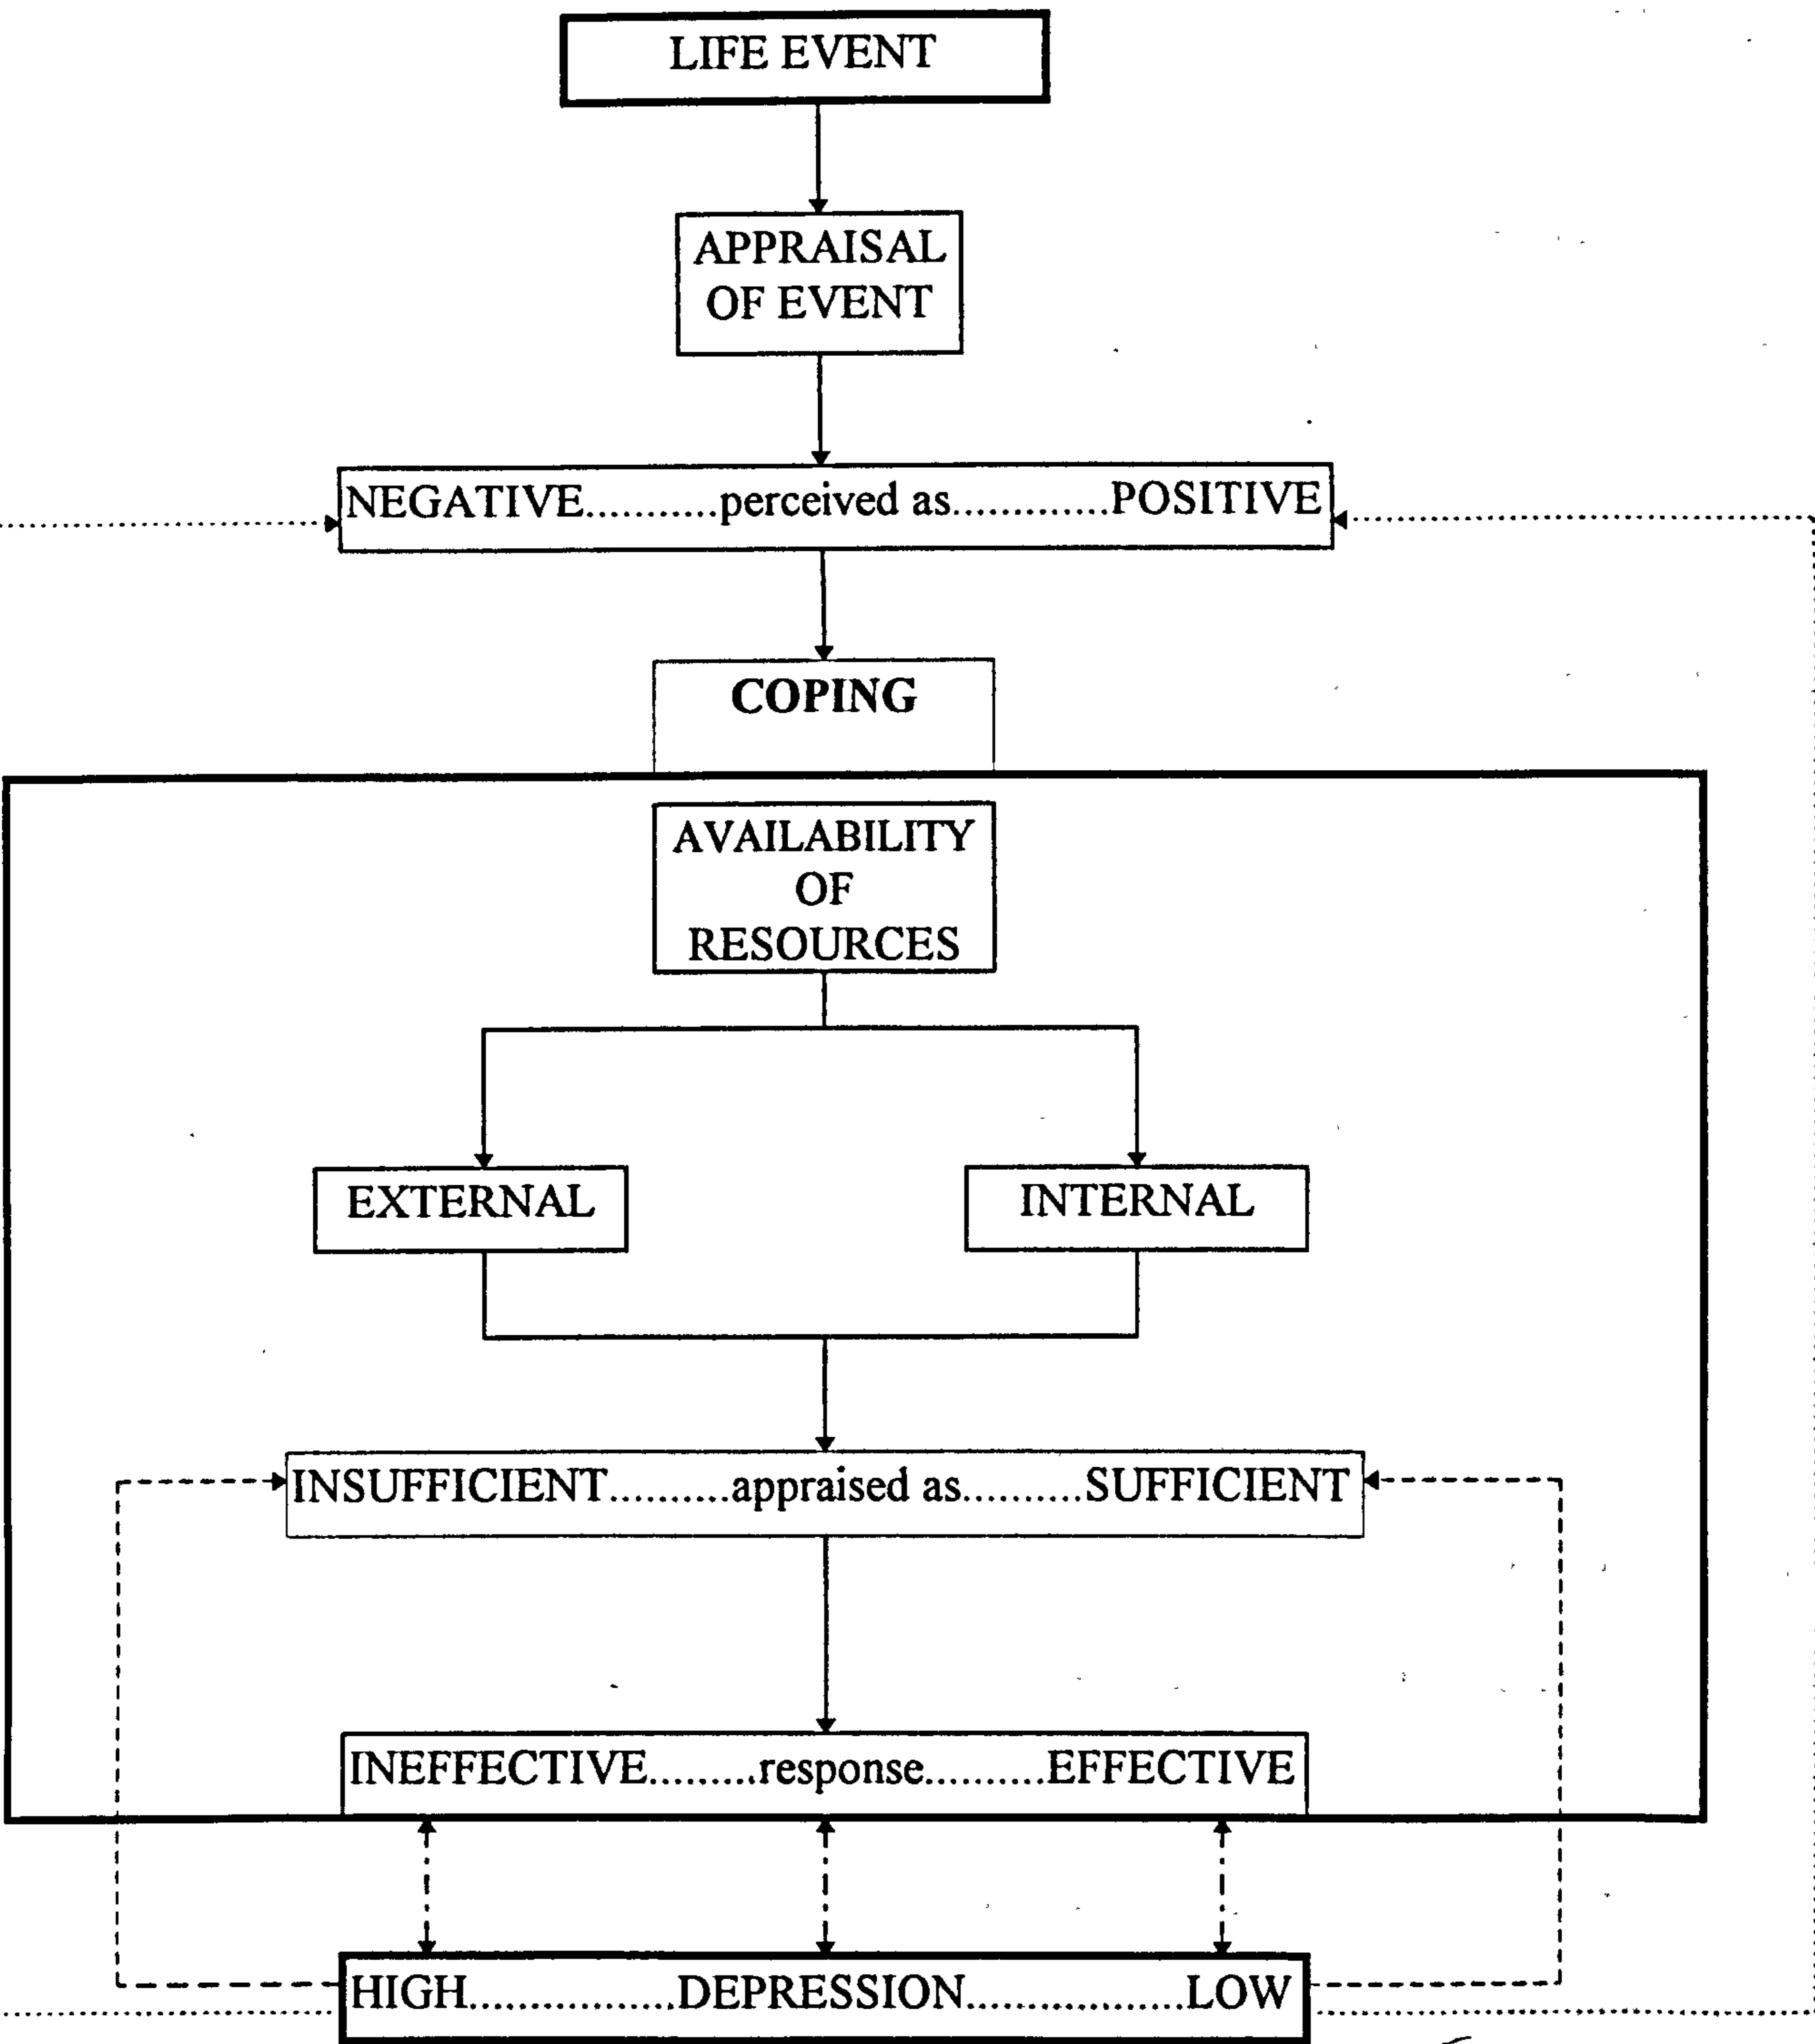 LIFE EVENT
APPRAISAL
OF EVENT
NEGATIVE...........perceived as.............POSITIVE
COPING
AVAILABILITY
OF
RESOURCES
EXTERNAL
INTERNAL
INSUFFICIENT..........appraised as..........SUFFICIENT
INEFFECTIVE.........response..........EFFECTIVE
HIGH.................DEPRESSION..................LOW